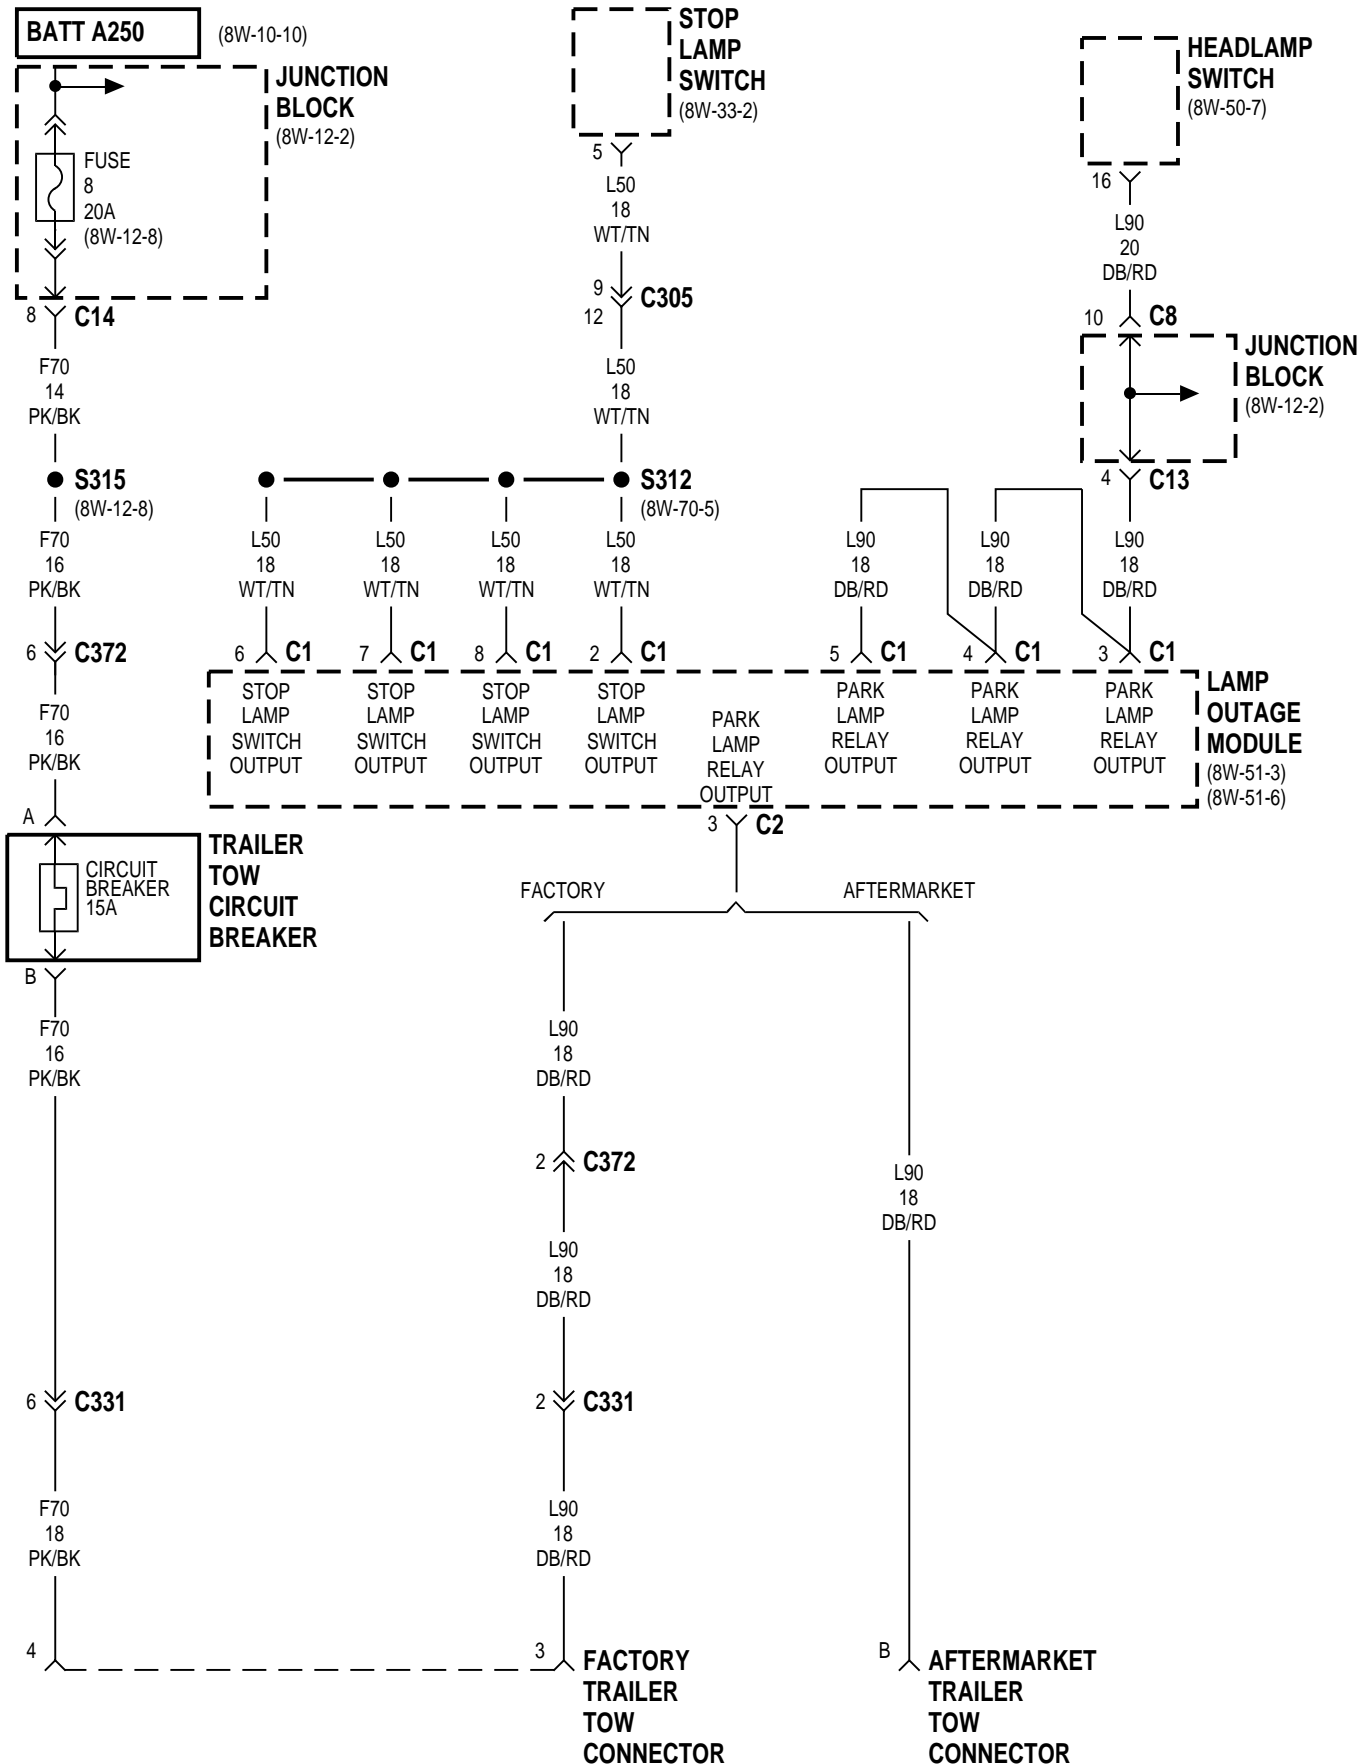 BATT A250
(8W-10-10)
JUNCTION
BLOCK
(8W-12-2)
FUSE
8
20A
(8W-12-8)
8
C14
F70
14
PK/BK
S315
(8W-12-8)
F70
16
PK/BK
6
C372
F70
16
PK/BK
A
CIRCUIT
BREAKER
15A
TRAILER
TOW
CIRCUIT
BREAKER
B
F70
16
PK/BK
6
C331
F70
18
PK/BK
4
STOP
LAMP
SWITCH
(8W-33-2)
5
L50
18
WT/TN
9
12
C305
L50
18
WT/TN
S312
(8W-70-5)
L50
18
WT/TN
L50
18
WT/TN
L50
18
WT/TN
L50
18
WT/TN
6
C1
7
C1
8
C1
2
C1
HEADLAMP
SWITCH
(8W-50-7)
16
L90
20
DB/RD
10
C8
JUNCTION
BLOCK
(8W-12-2)
4
C13
L90
18
DB/RD
L90
18
DB/RD
L90
18
DB/RD
5
C1
4
C1
3
C1
STOP
LAMP
SWITCH
OUTPUT
STOP
LAMP
SWITCH
OUTPUT
STOP
LAMP
SWITCH
OUTPUT
STOP
LAMP
SWITCH
OUTPUT
PARK
LAMP
RELAY
OUTPUT
PARK
LAMP
RELAY
OUTPUT
PARK
LAMP
RELAY
OUTPUT
PARK
LAMP
RELAY
OUTPUT
LAMP
OUTAGE
MODULE
(8W-51-3)
(8W-51-6)
3
C2
FACTORY
AFTERMARKET
L90
18
DB/RD
2
C372
L90
18
DB/RD
2
C331
L90
18
DB/RD
3
FACTORY
TRAILER
TOW
CONNECTOR
L90
18
DB/RD
B
AFTERMARKET
TRAILER
TOW
CONNECTOR